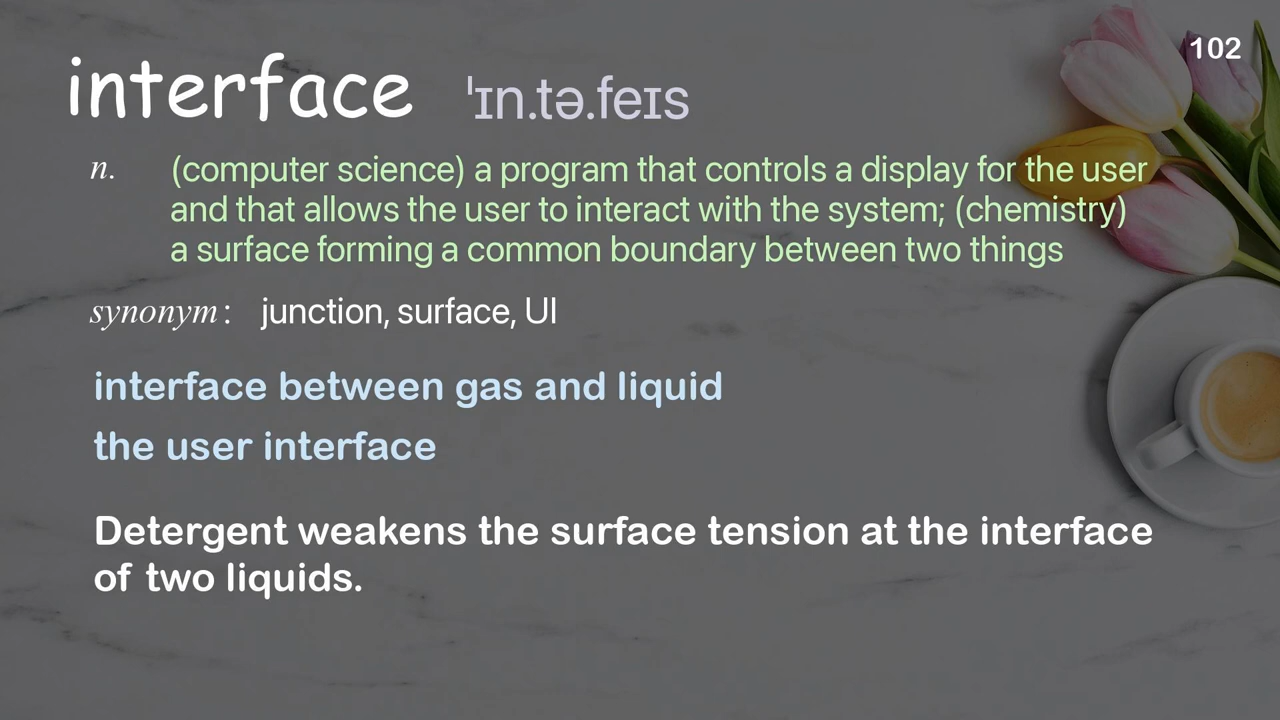 102
interface ˈɪn.tə.feɪs
n. (computer science) a program that controls a display for the user
and that allows the user to interact with the system; (chemistry)
a surface forming a common boundary between two things
synonym: junction, surface, UI
interface between gas and liquid
the user interface
Detergent weakens the surface tension at the interface
of two liquids.